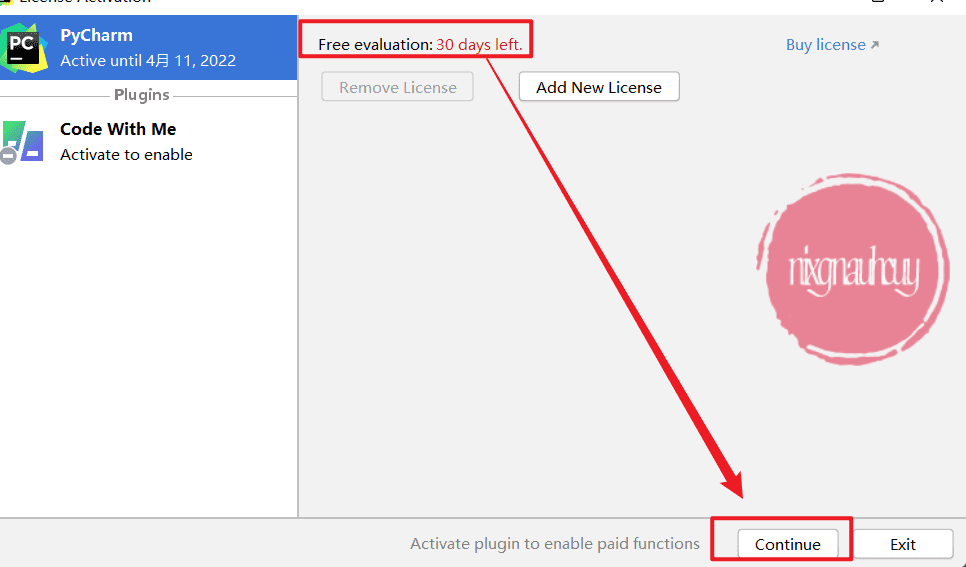 License Activation
PC
PyCharm
Active until 4月 11, 2022
Plugins
Code With Me
Activate to enable
Free evaluation: 30 days left.
Buy license
Remove License
Add New License
nixgnauhcuy
Activate plugin to enable paid functions
Continue
Exit